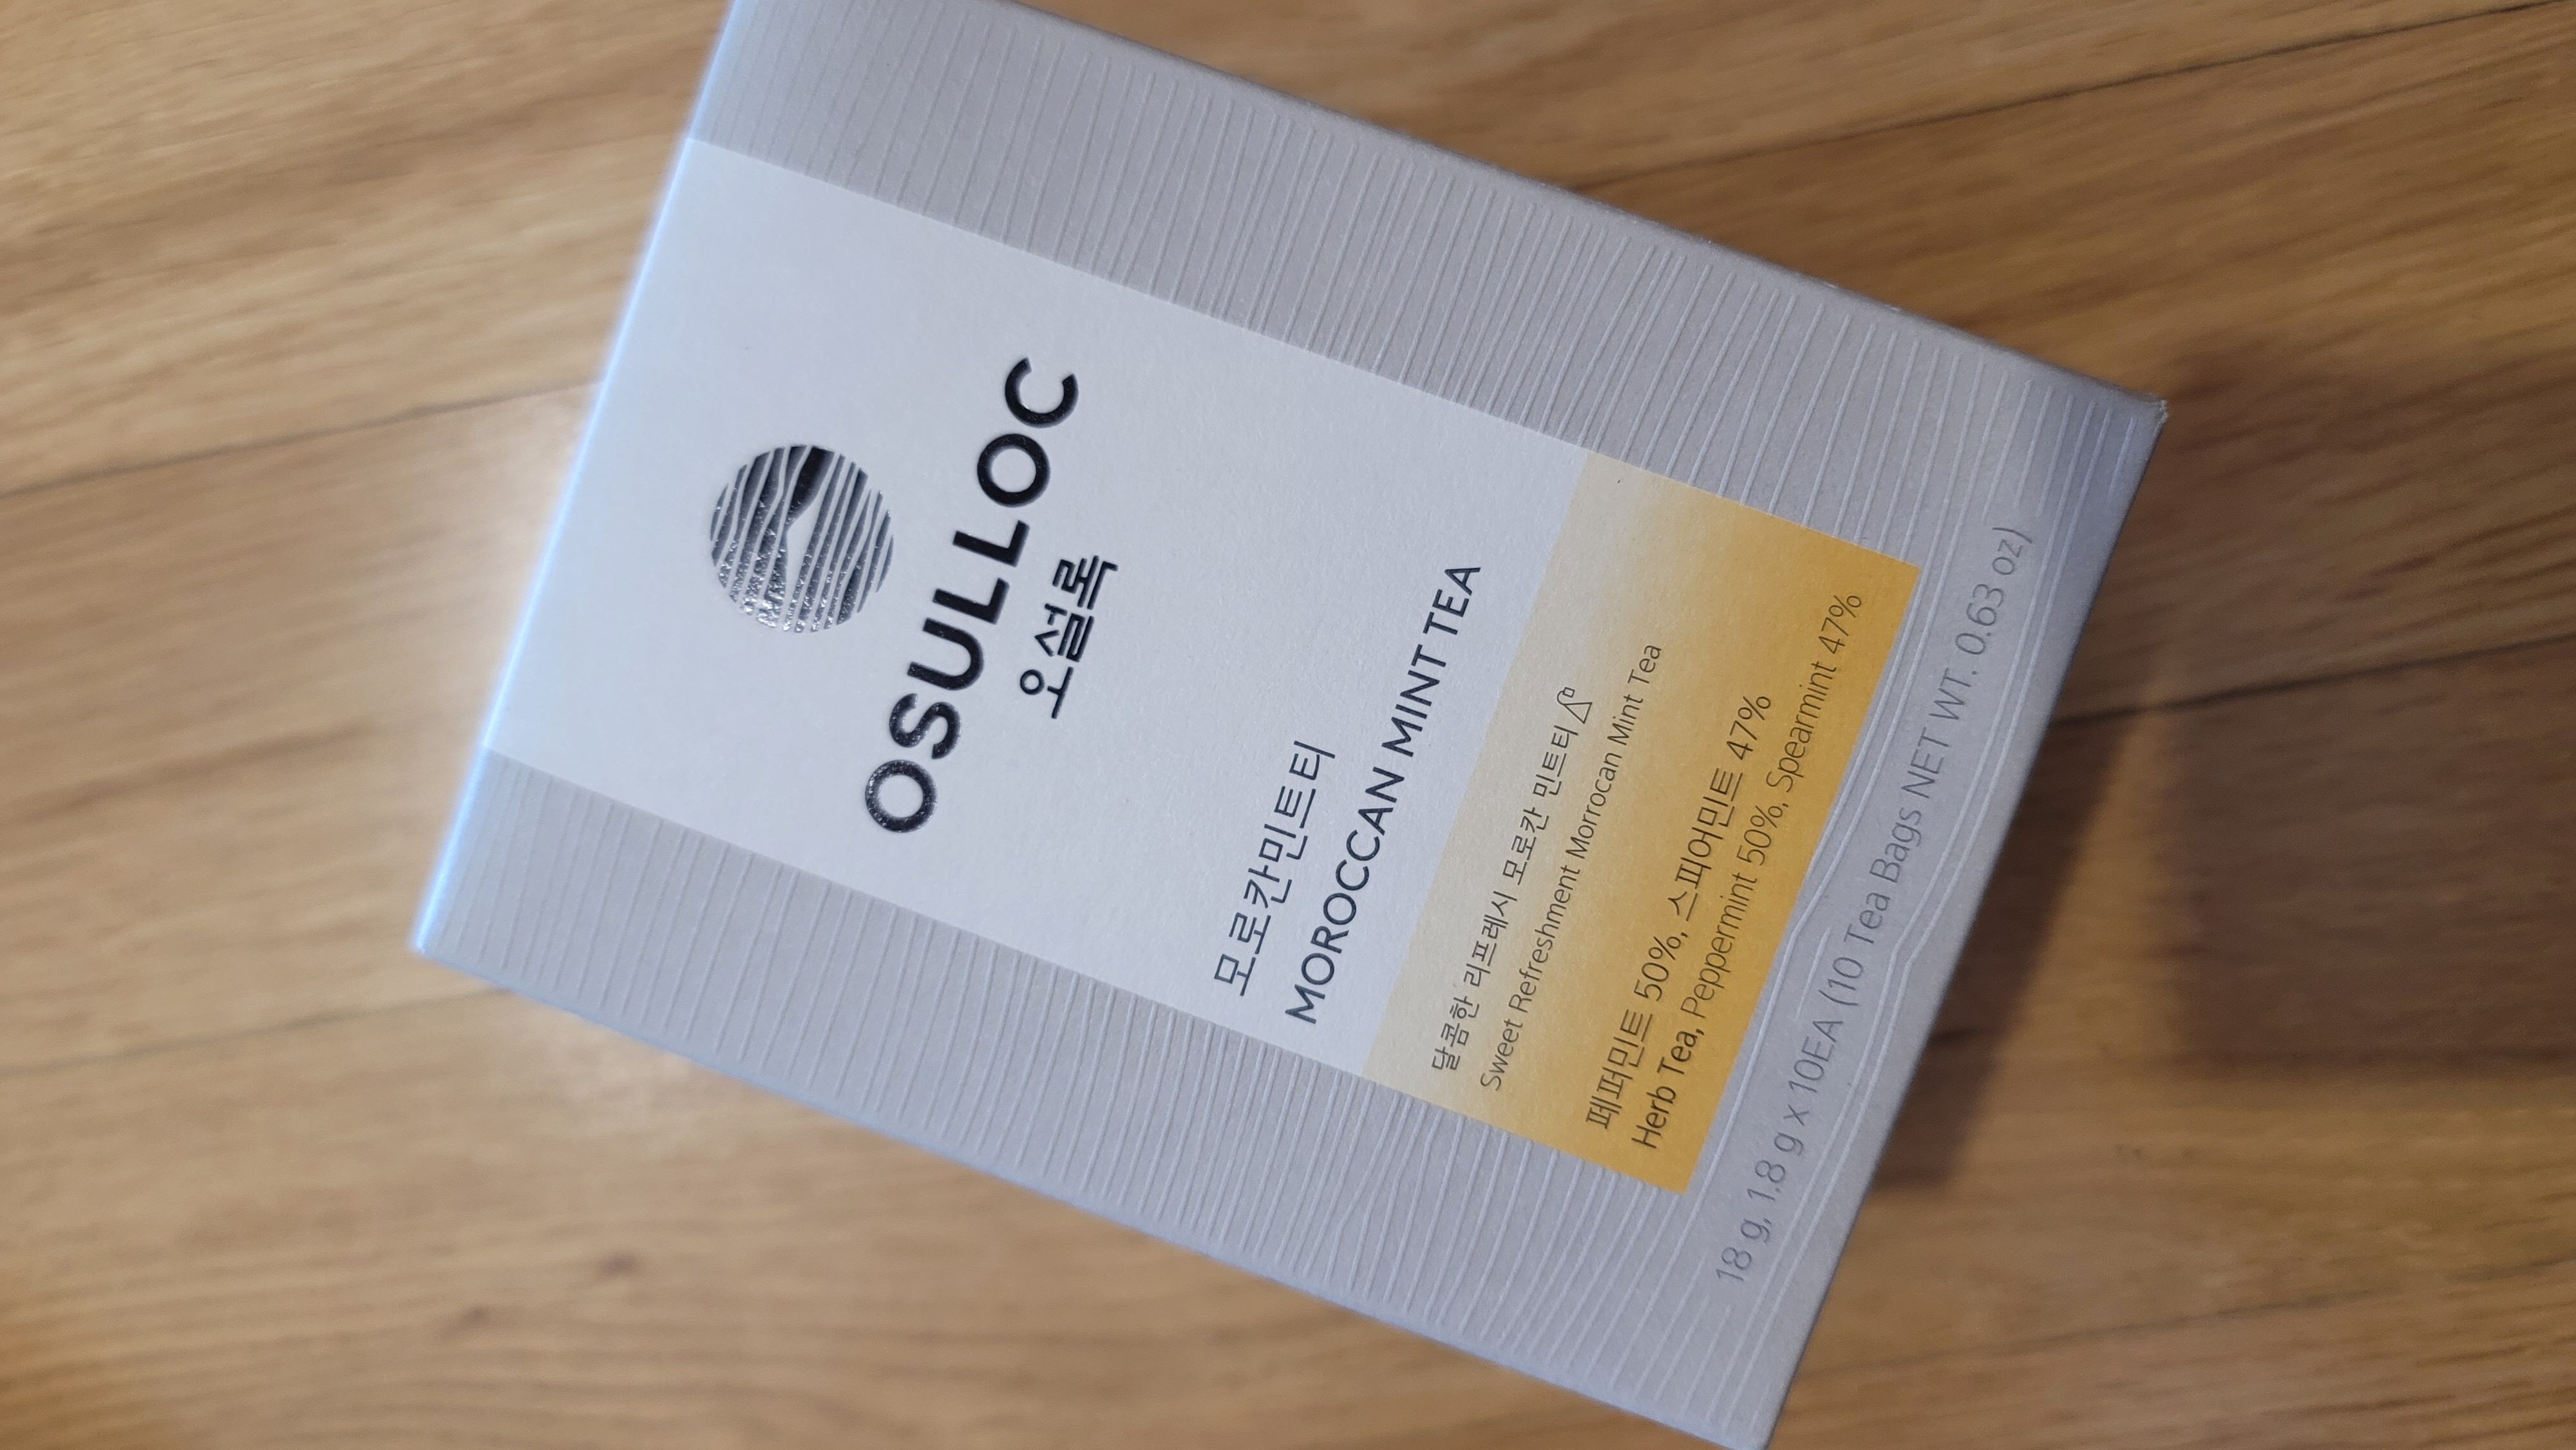 OSULLOC
오설록
모로칸민트티
MOROCCAN MINT TEA
달콤한 리프레시 모로칸 민트티
Sweet Refreshment Morrocan Mint Tea
페퍼민트 50%, 스피어민트 47%
Herb Tea, Peppermint 50%, Spearmint 47%
18 g, 1.8 g x 10EA (10 Tea Bags NET WT. 0.63 oz)